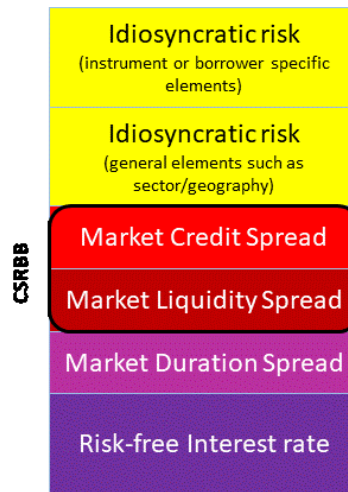 Idiosyncratic risk
(instrument or borrower specific
elements)
Idiosyncratic risk
(general elements such as
sector/geography)
CSRBB
Market Credit Spread
Market Liquidity Spread
Market Duration Spread
Risk-free Interest rate